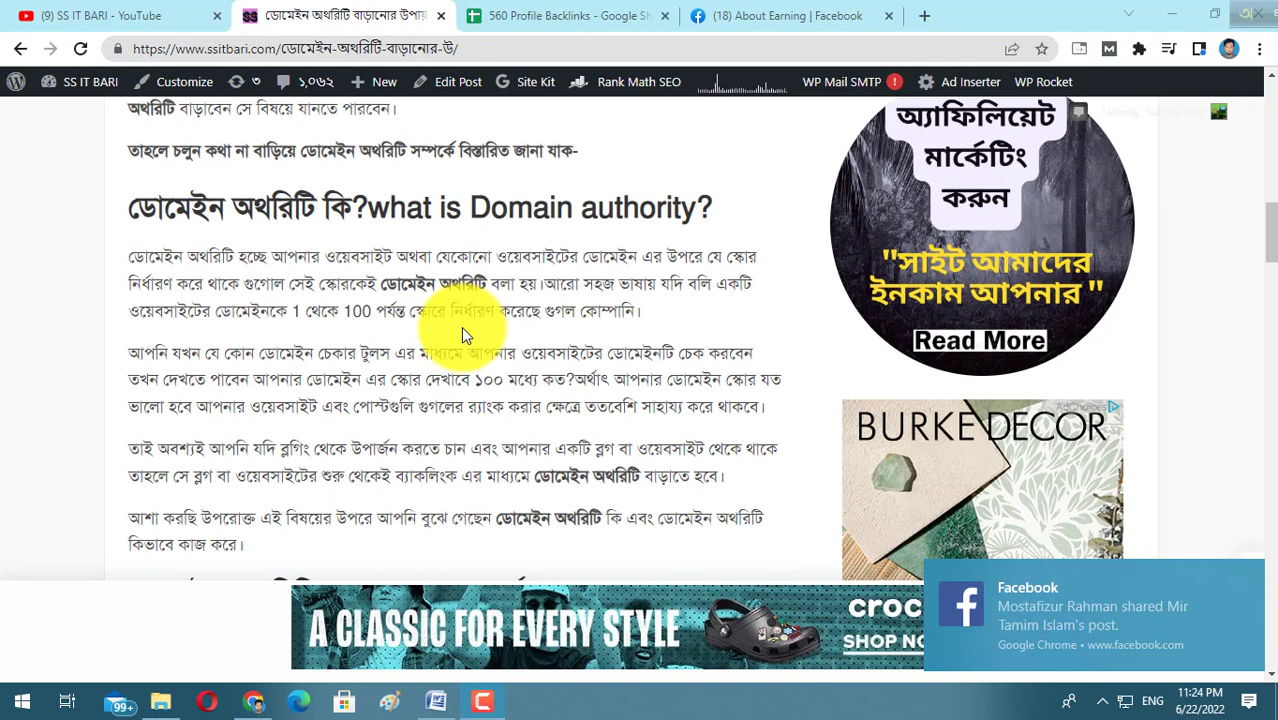 (9) SS IT BARI - YouTube
ডোমেইন অথরিটি বাড়ানোর উপায়
560 Profile Backlinks - Google Sh
(18) About Earning | Facebook
https://www.ssitbari.com/ডোমেইন-অথরিটি-বাড়ানোর-উ/
SS IT BARI
Customize
৩
১,০৬২
New
Edit Post
Site Kit
Rank Math SEO
WP Mail SMTP !
Ad Inserter
WP Rocket
অথরিটি বাড়াবেন সে বিষয়ে যানতে পারবেন।
তাহলে চলুন কথা না বাড়িয়ে ডোমেইন অথরিটি সম্পর্কে বিস্তারিত জানা যাক-
ডোমেইন অথরিটি কি?what is Domain authority?
ডোমেইন অথরিটি হচ্ছে আপনার ওয়েবসাইট অথবা যেকোনো ওয়েবসাইটের ডোমেইন এর উপরে যে স্কোর
নির্ধারণ করে থাকে গুগোল সেই স্কোরকেই ডোমেইন অথরিটি বলা হয়।আরো সহজ ভাষায় যদি বলি একটি
ওয়েবসাইটের ডোমেইনকে 1 থেকে 100 পর্যন্ত স্কোরে নির্ধারণ করেছে গুগল কোম্পানি।
আপনি যখন যে কোন ডোমেইন চেকার টুলস এর মাধ্যমে আপনার ওয়েবসাইটের ডোমেইনটি চেক করবেন
তখন দেখতে পাবেন আপনার ডোমেইন এর স্কোর দেখাবে ১০০ মধ্যে কত?অর্থাৎ আপনার ডোমেইন স্কোর যত
ভালো হবে আপনার ওয়েবসাইট এবং পোস্টগুলি গুগলের র‍্যাংক করার ক্ষেত্রে ততবেশি সাহায্য করে থাকবে।
তাই অবশ্যই আপনি যদি ব্লগিং থেকে উপার্জন করতে চান এবং আপনার একটি ব্লগ বা ওয়েবসাইট থেকে থাকে
তাহলে সে ব্লগ বা ওয়েবসাইটের শুরু থেকেই ব্যাকলিংক এর মাধ্যমে ডোমেইন অথরিটি বাড়াতে হবে।
আশা করছি উপরোক্ত এই বিষয়ের উপরে আপনি বুঝে গেছেন ডোমেইন অথরিটি কি এবং ডোমেইন অথরিটি
কিভাবে কাজ করে।
অ্যাফিলিয়েট
মার্কেটিং
করুন
"সাইট আমাদের
ইনকাম আপনার "
Read More
AdChoices
BURKE DECOR
A CLASSIC FOR EVERY STYLE
croc
SHOP NO
Facebook
Mostafizur Rahman shared Mir
Tamim Islam's post.
Google Chrome • www.facebook.com
99+
ENG
11:24 PM
6/22/2022